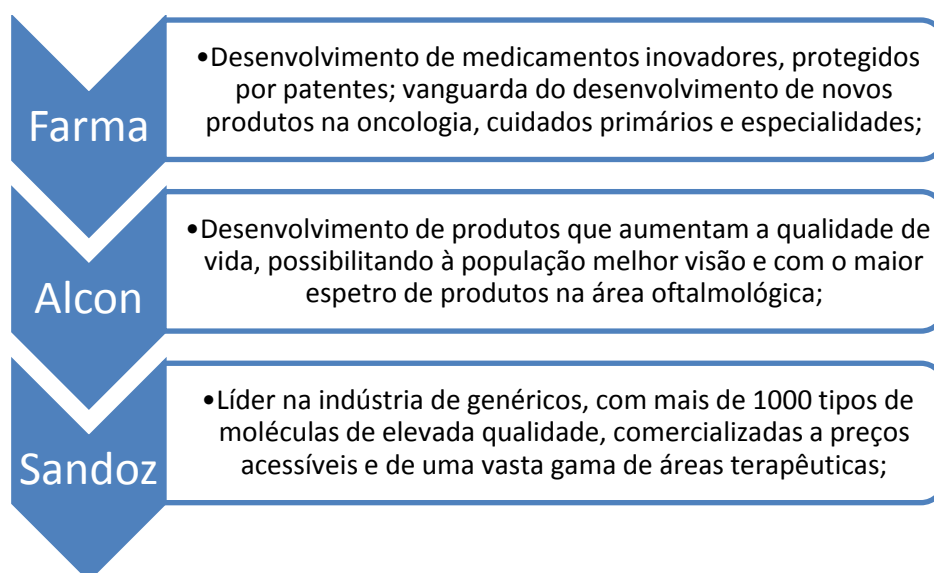 Farma
•Desenvolvimento de medicamentos inovadores, protegidos
por patentes; vanguarda do desenvolvimento de novos
produtos na oncologia, cuidados primários e especialidades;
Alcon
•Desenvolvimento de produtos que aumentam a qualidade de
vida, possibilitando à população melhor visão e com o maior
espetro de produtos na área oftalmológica;
Sandoz
•Líder na indústria de genéricos, com mais de 1000 tipos de
moléculas de elevada qualidade, comercializadas a preços
acessíveis e de uma vasta gama de áreas terapêuticas;